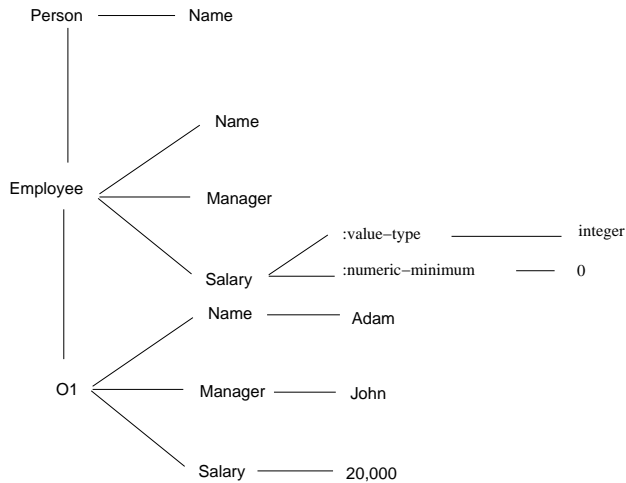 Person Name
Name
Employee
Manager
:value−type integer
Salary :numeric−minimum 0
Name Adam
O1 Manager John
Salary 20,000